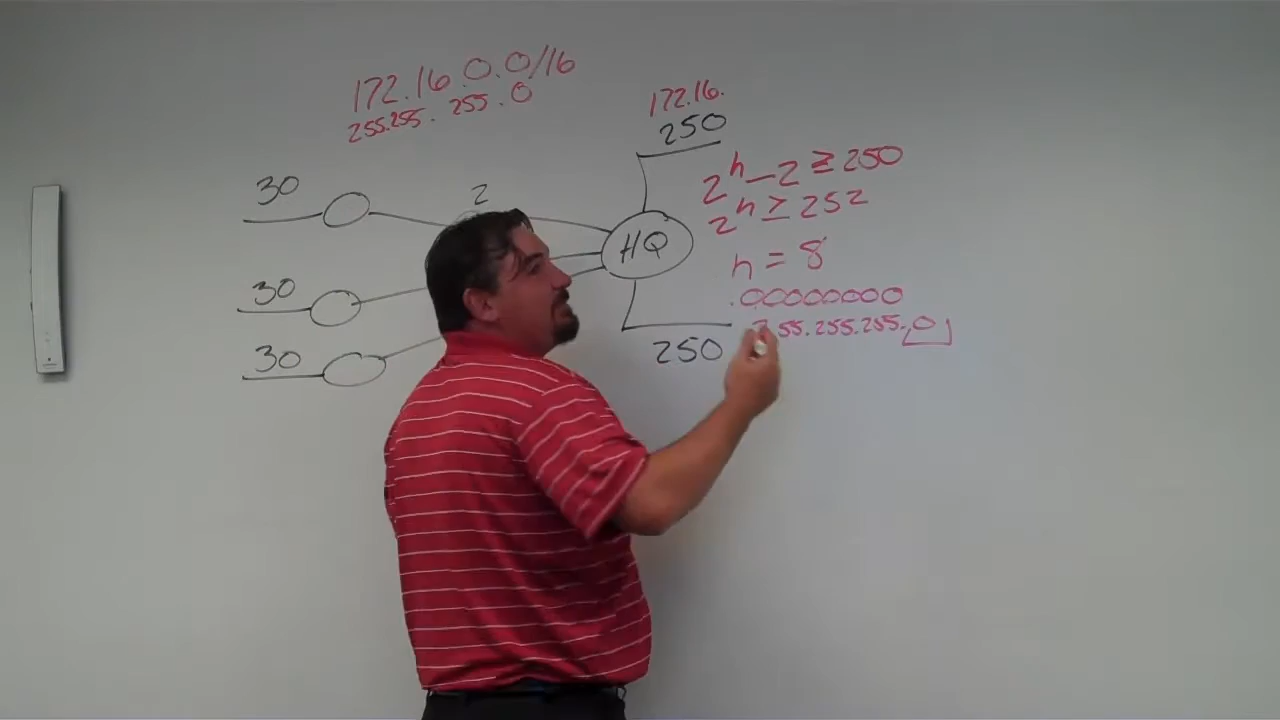 172.16.0.0/16
255.255.255.0
172.16.
250
2^n - 2 ≥ 250
2^n ≥ 252
n = 8
.00000000
255.255.255.0
30
2
HQ
30
30
250